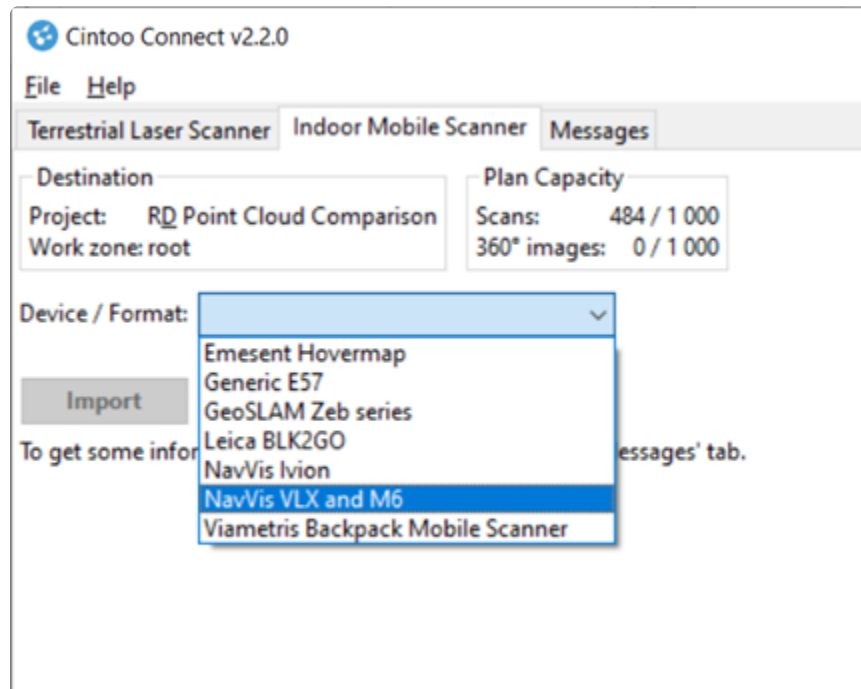 Cintoo Connect v2.2.0
File Help
Terrestrial Laser Scanner Indoor Mobile Scanner Messages
Destination
Project: RD Point Cloud Comparison
Work zone: root
Plan Capacity
Scans: 484 / 1 000
360° images: 0 / 1 000
Device / Format:
Emesent Hovermap
Generic E57
GeoSLAM Zeb series
Leica BLK2GO
NavVis Ivion
NavVis VLX and M6
Viametris Backpack Mobile Scanner
Import
To get some infor essages' tab.